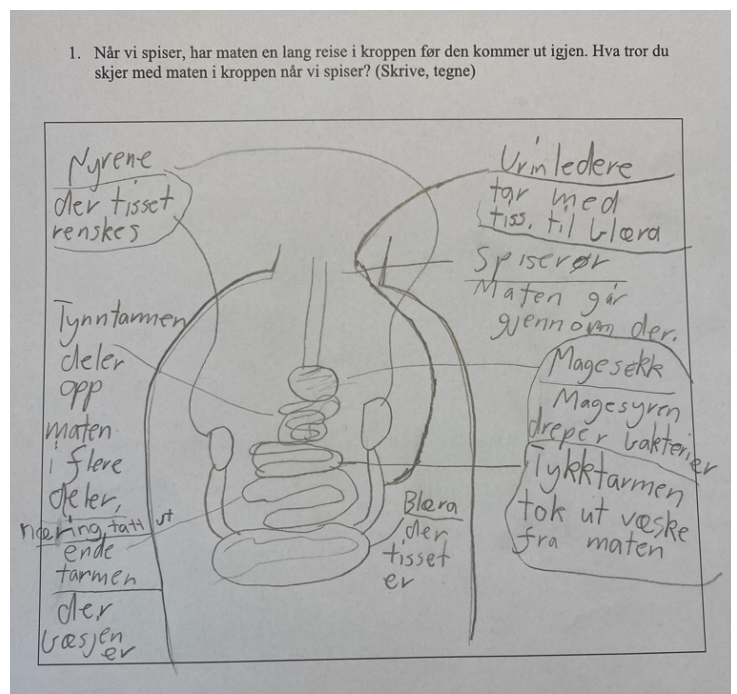 1. Når vi spiser, har maten en lang reise i kroppen før den kommer ut igjen. Hva tror du
skjer med maten i kroppen når vi spiser? (Skrive, tegne)
Nyrene
der tisset
renskes
Urinledere
tar med
tiss, til blæra
Spiserør
Maten går
gjennom der.
Tynntarmen
deler
opp
maten
i flere
deler,
næring tatt ut
Magesekk
Magesyren
dreper bakterier
Tykktarmen
tok ut væske
fra maten
Blæra
der
tisset
er
ende
tarmen
der
bæsjen
er